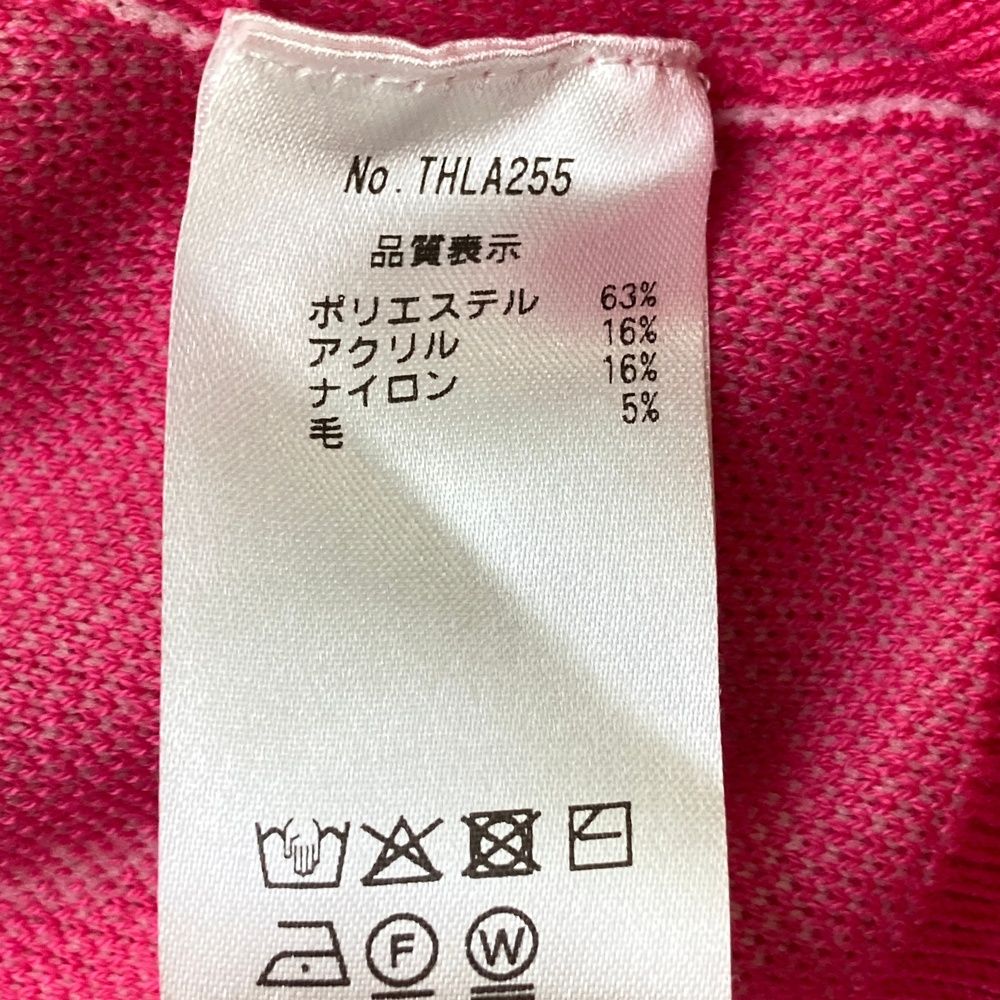 No. THLA255
品質表示
ポリエステル 63%
アクリル 16%
ナイロン 16%
毛 5%
F W